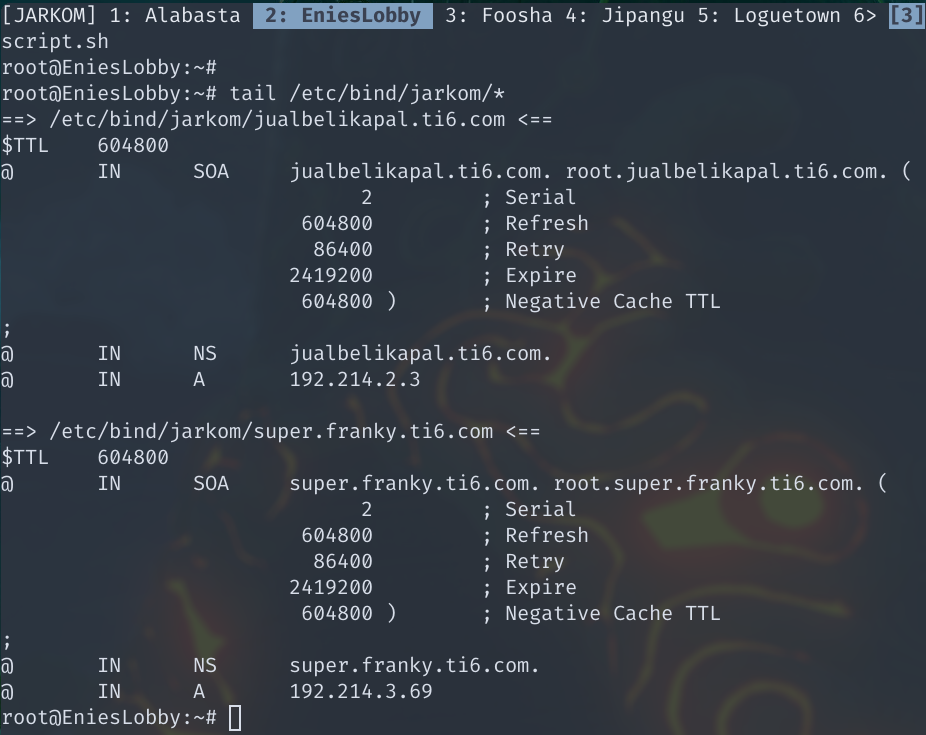 [JARKOM] 1: Alabasta  2: EniesLobby  3: Foosha 4: Jipangu 5: Loguetown 6> [3]
script.sh
root@EniesLobby:~#
root@EniesLobby:~# tail /etc/bind/jarkom/*
==> /etc/bind/jarkom/jualbelikapal.ti6.com <==
$TTL    604800
@       IN      SOA     jualbelikapal.ti6.com. root.jualbelikapal.ti6.com. (
                              2         ; Serial
                         604800         ; Refresh
                          86400         ; Retry
                        2419200         ; Expire
                         604800 )       ; Negative Cache TTL
;
@       IN      NS      jualbelikapal.ti6.com.
@       IN      A       192.214.2.3

==> /etc/bind/jarkom/super.franky.ti6.com <==
$TTL    604800
@       IN      SOA     super.franky.ti6.com. root.super.franky.ti6.com. (
                              2         ; Serial
                         604800         ; Refresh
                          86400         ; Retry
                        2419200         ; Expire
                         604800 )       ; Negative Cache TTL
;
@       IN      NS      super.franky.ti6.com.
@       IN      A       192.214.3.69
root@EniesLobby:~#